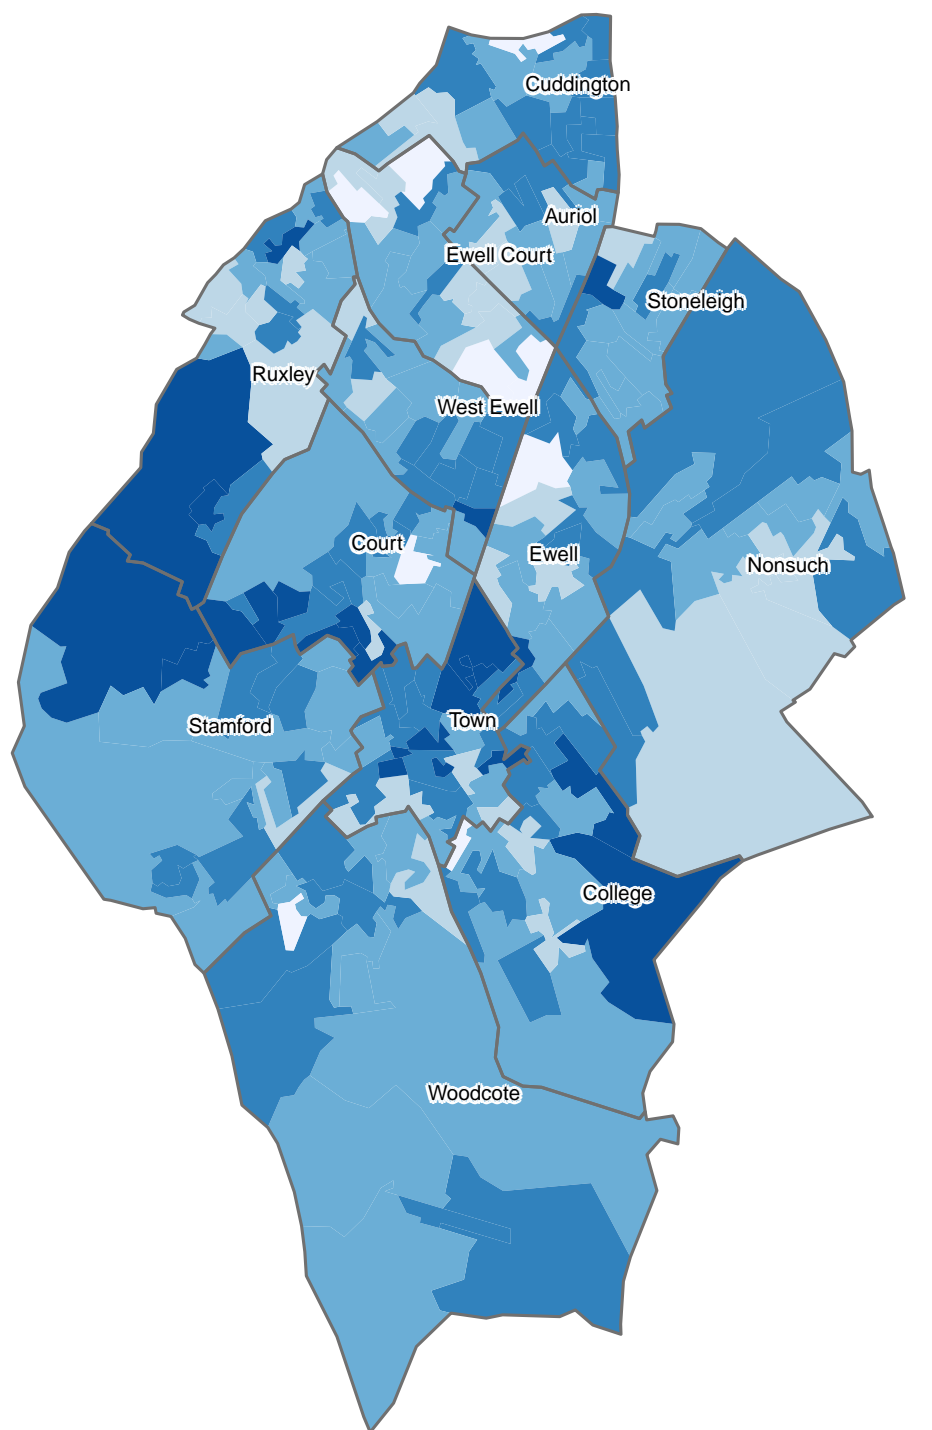 Cuddington
Auriol
Ewell Court
Stoneleigh
Ruxley
West Ewell
Court
Ewell
Nonsuch
Town
Stamford
College
Woodcote